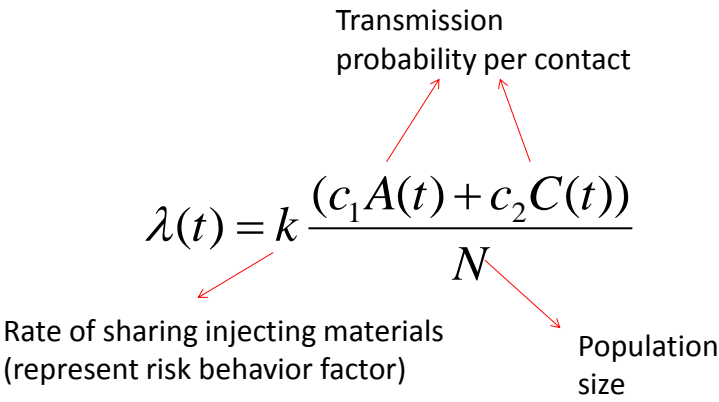 Transmission
probability per contact
λ(t) = k (c₁A(t) + c₂C(t)) / N
Rate of sharing injecting materials
(represent risk behavior factor)
Population
size